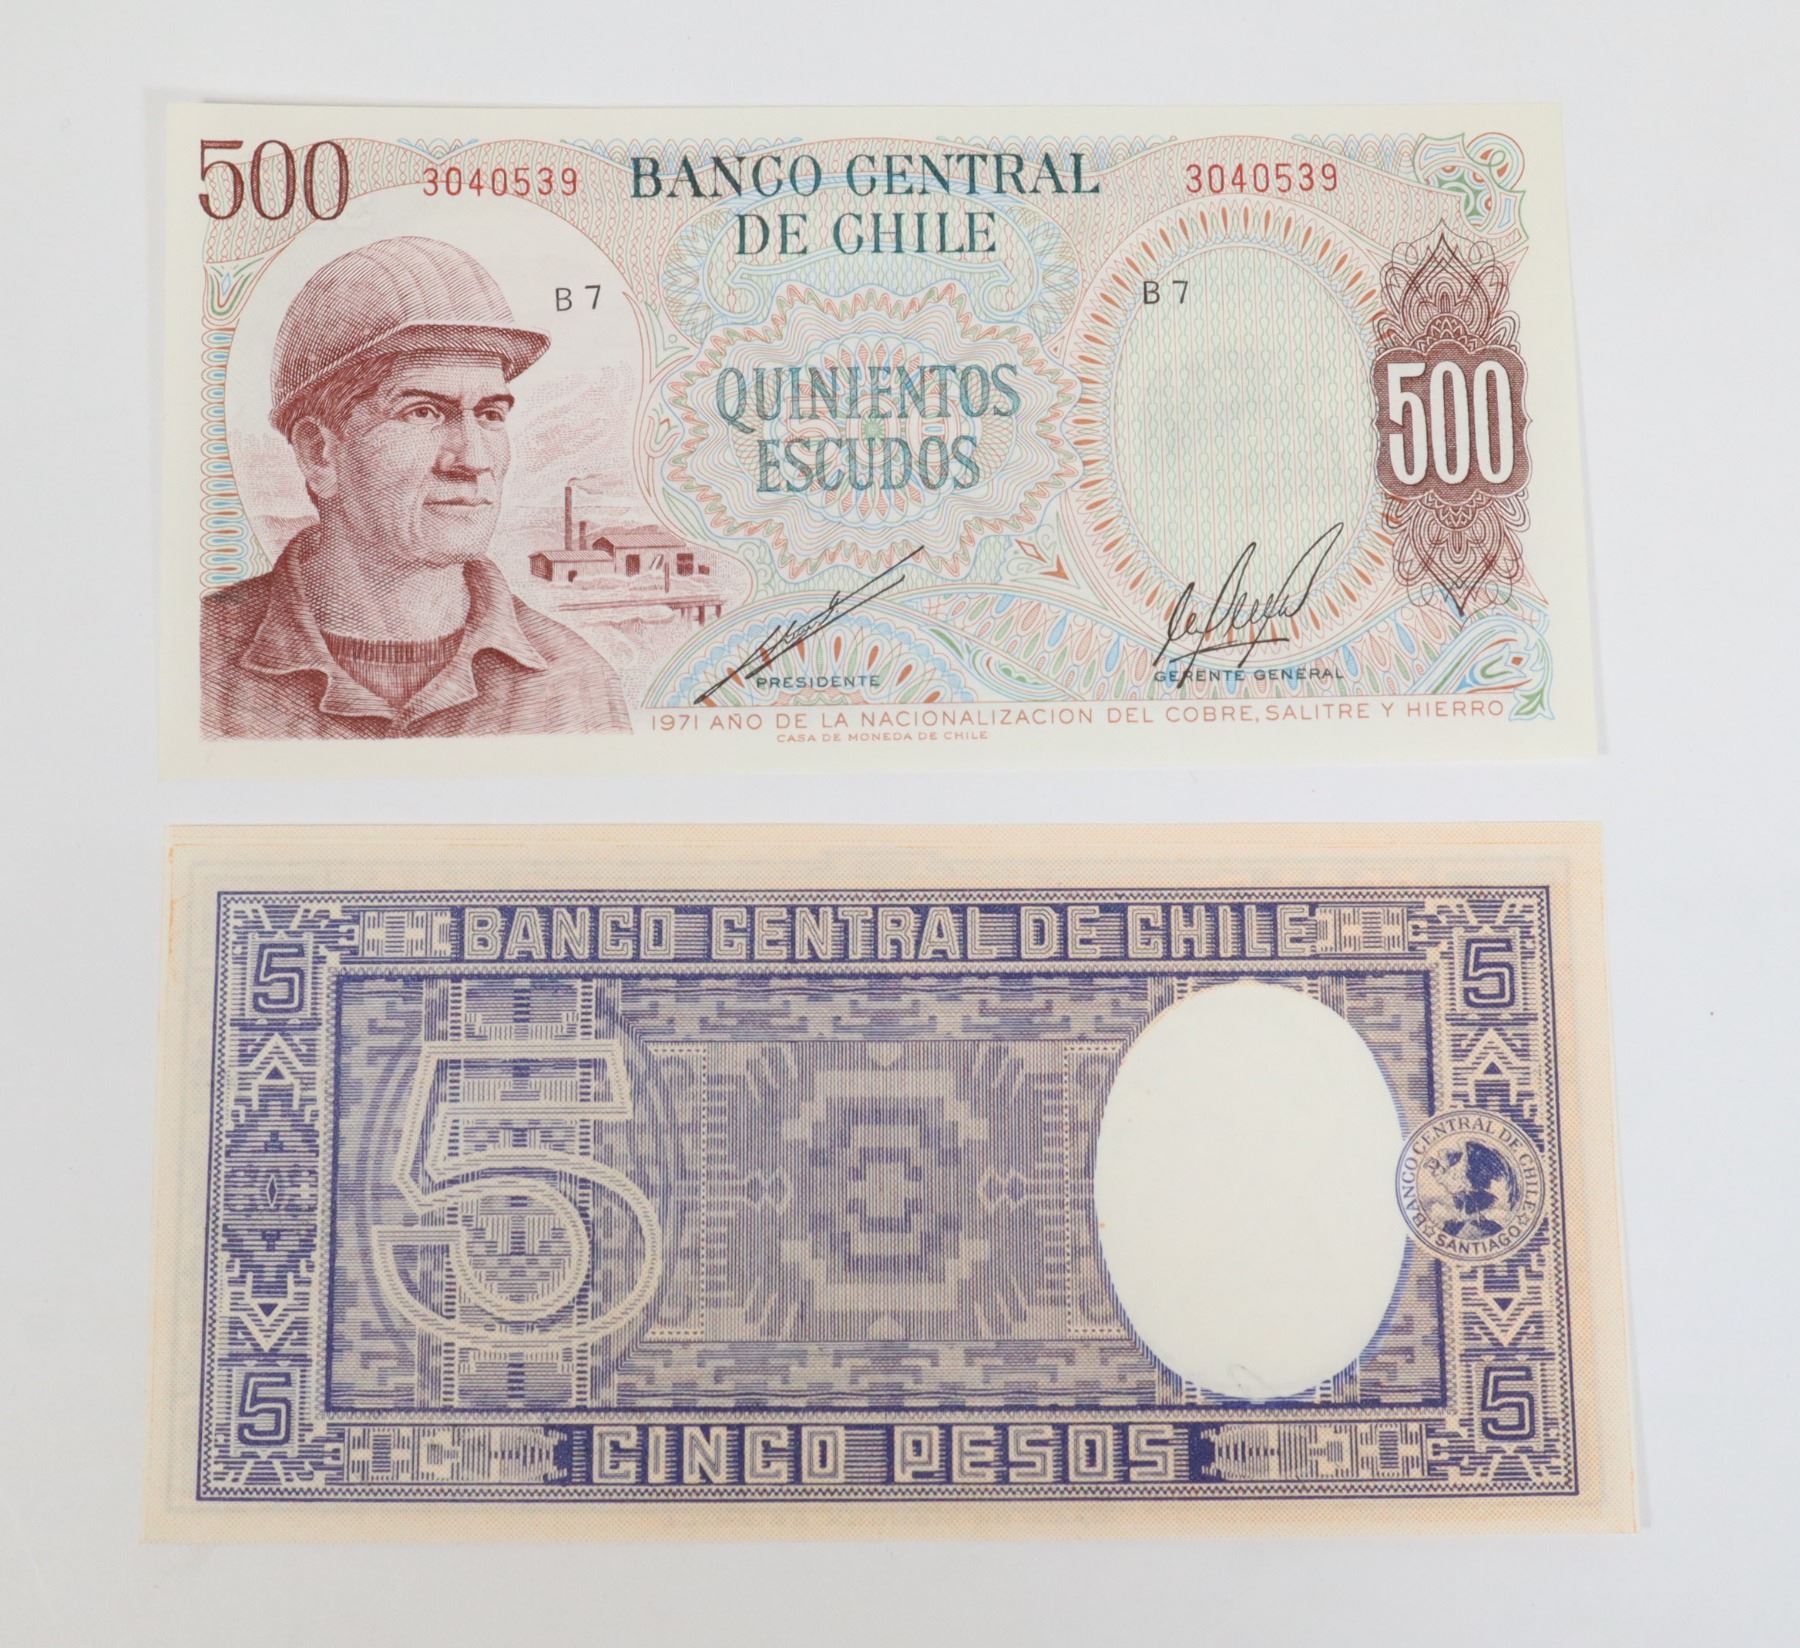 500 3040539 BANCO CENTRAL 3040539
DE CHILE
B 7 B 7
QUINIENTOS 500
ESCUDOS
PRESIDENTE GERENTE GENERAL
1971 AÑO DE LA NACIONALIZACION DEL COBRE, SALITRE Y HIERRO
CASA DE MONEDA DE CHILE
BANCO CENTRAL DE CHILE
5 5
5
BANCO CENTRAL DE CHILE
SANTIAGO
5 5
CINCO PESOS